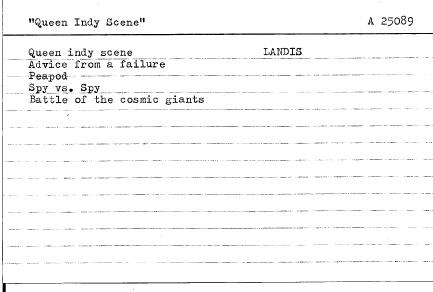 "Queen Indy Scene" A 25089
Queen indy scene LANDIS
Advice from a failure
Peapod
Spy vs. Spy
Battle of the cosmic giants